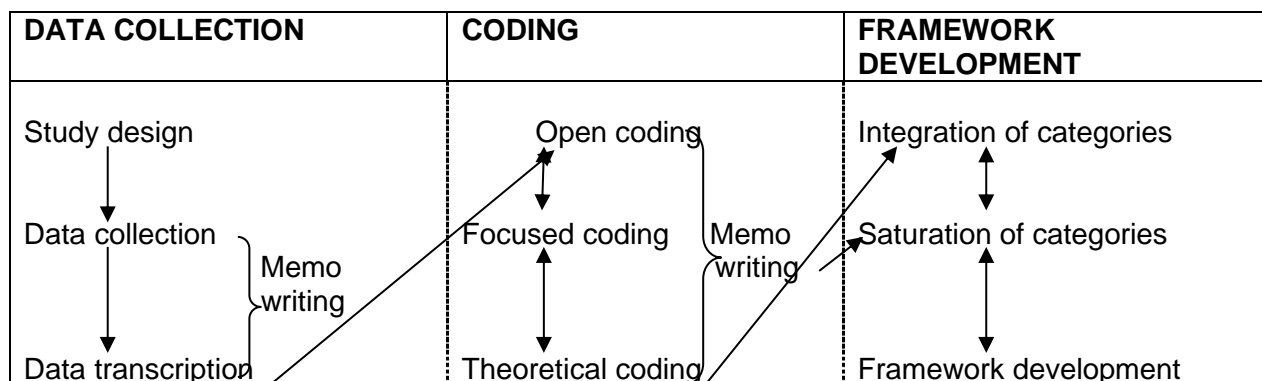 DATA COLLECTION
CODING
FRAMEWORK
DEVELOPMENT
Study design
Open coding
Integration of categories
Data collection
Focused coding
Memo
writing
Saturation of categories
Memo
writing
Data transcription
Theoretical coding
Framework development